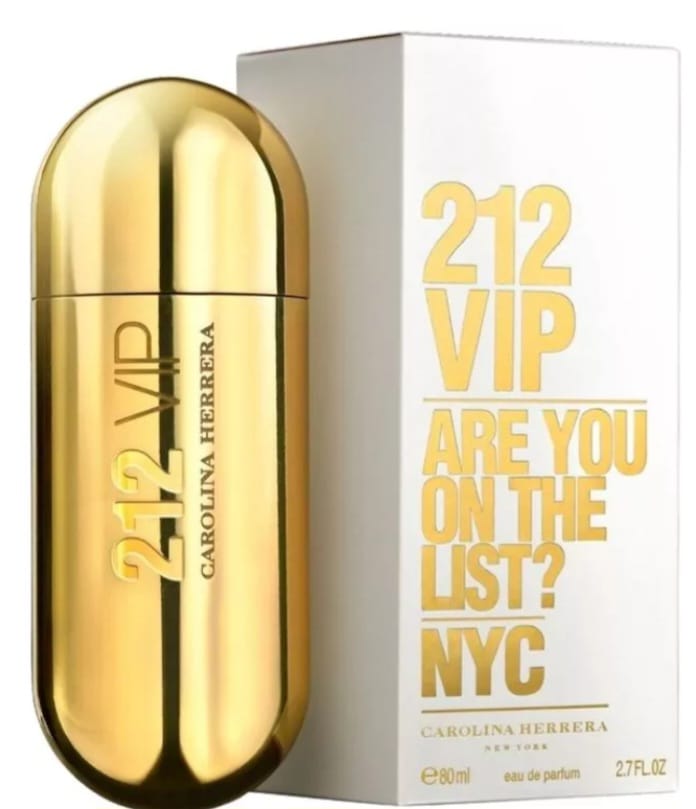 212 VIP
CAROLINA HERRERA
212
VIP
ARE YOU
ON THE
LIST?
NYC
CAROLINA HERRERA
NEW YORK
℮80ml eau de parfum 2.7FL.OZ